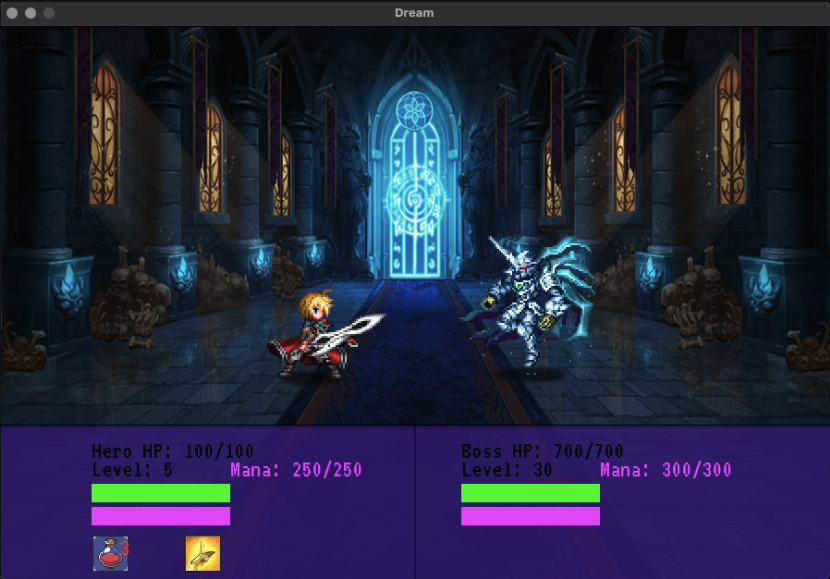 Dream
Hero HP: 100/100
Level: 5 Mana: 250/250
3
Boss HP: 700/700
Level: 30 Mana: 300/300